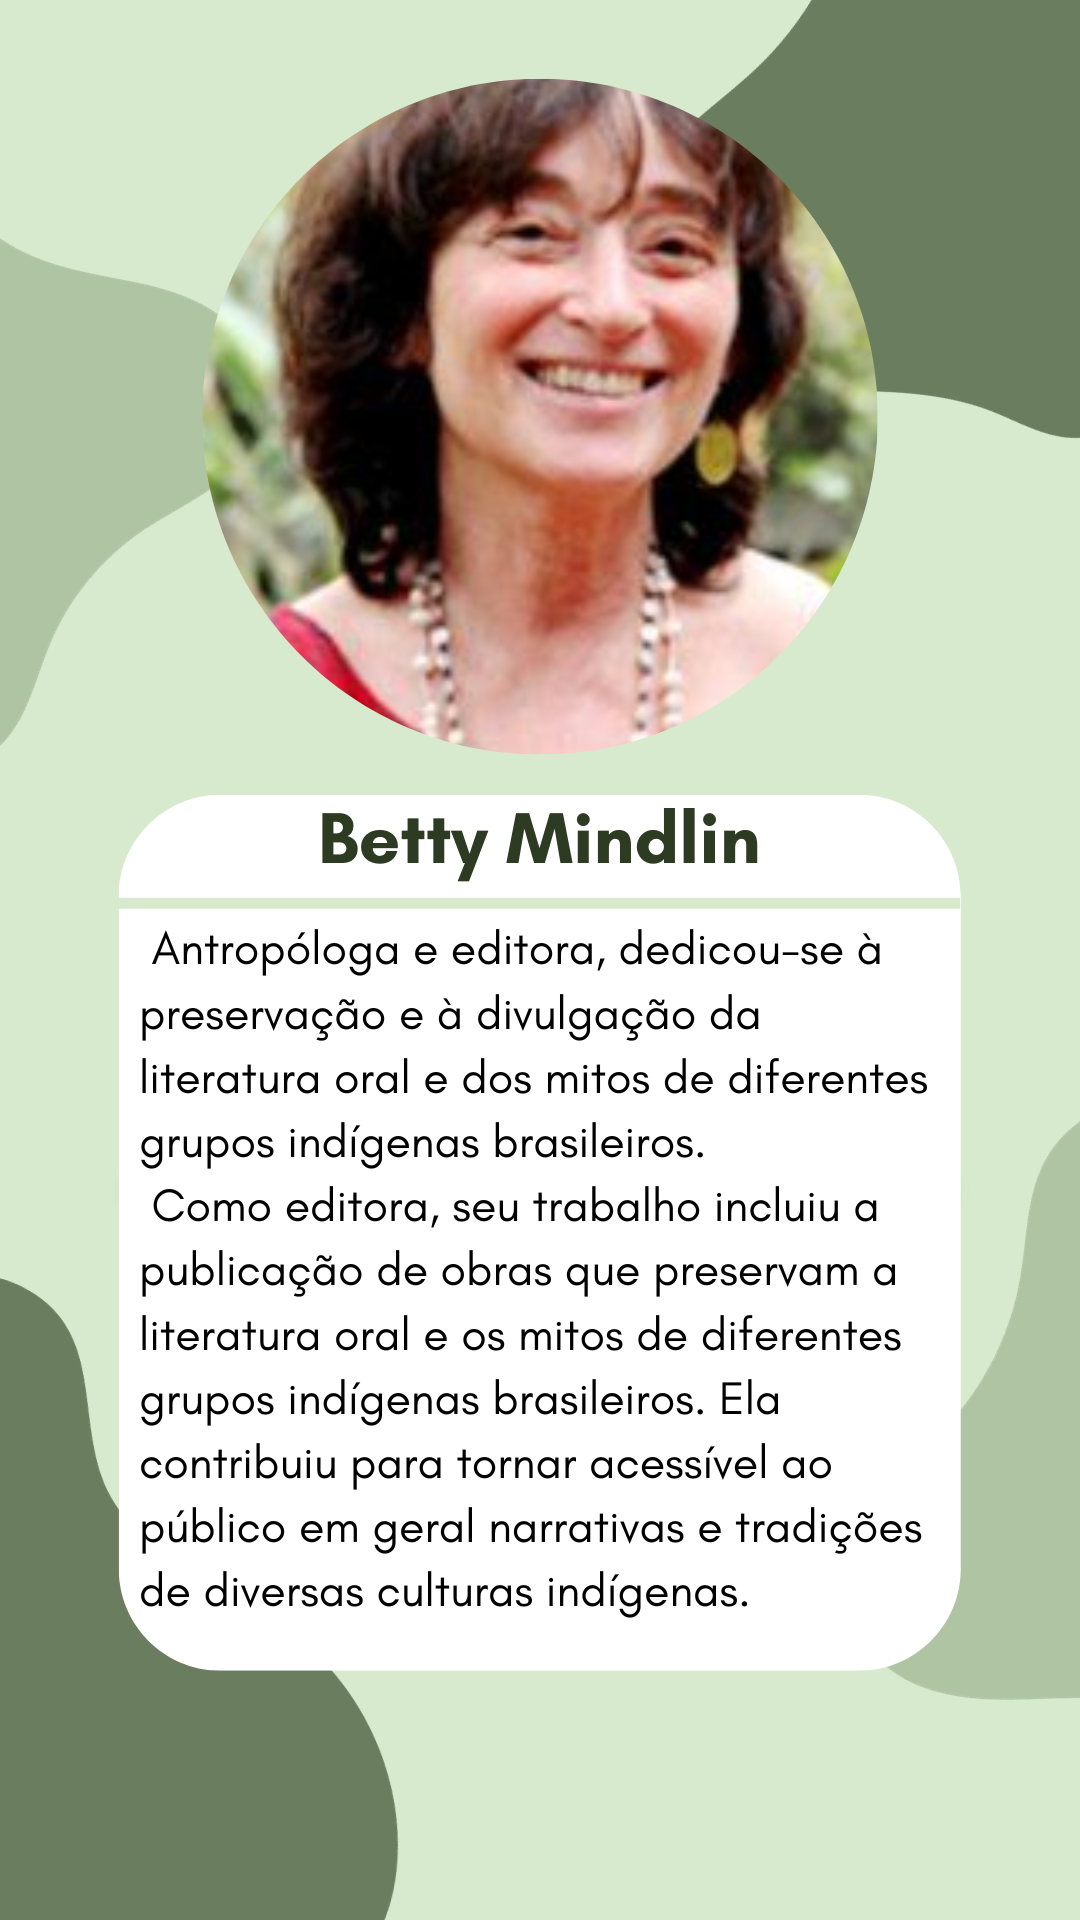 Betty Mindlin
Antropóloga e editora, dedicou-se à
preservação e à divulgação da
literatura oral e dos mitos de diferentes
grupos indígenas brasileiros.
Como editora, seu trabalho incluiu a
publicação de obras que preservam a
literatura oral e os mitos de diferentes
grupos indígenas brasileiros. Ela
contribuiu para tornar acessível ao
público em geral narrativas e tradições
de diversas culturas indígenas.